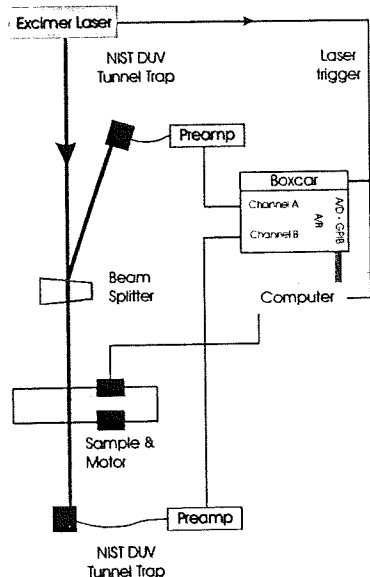 Excimer Laser
NIST DUV
Tunnel Trap
Laser
trigger
Preamp
Boxcar
Channel A
Channel B
A/B
A/D - GPIB
Beam
Splitter
Computer
Sample &
Motor
Preamp
NIST DUV
Tunnel Trap